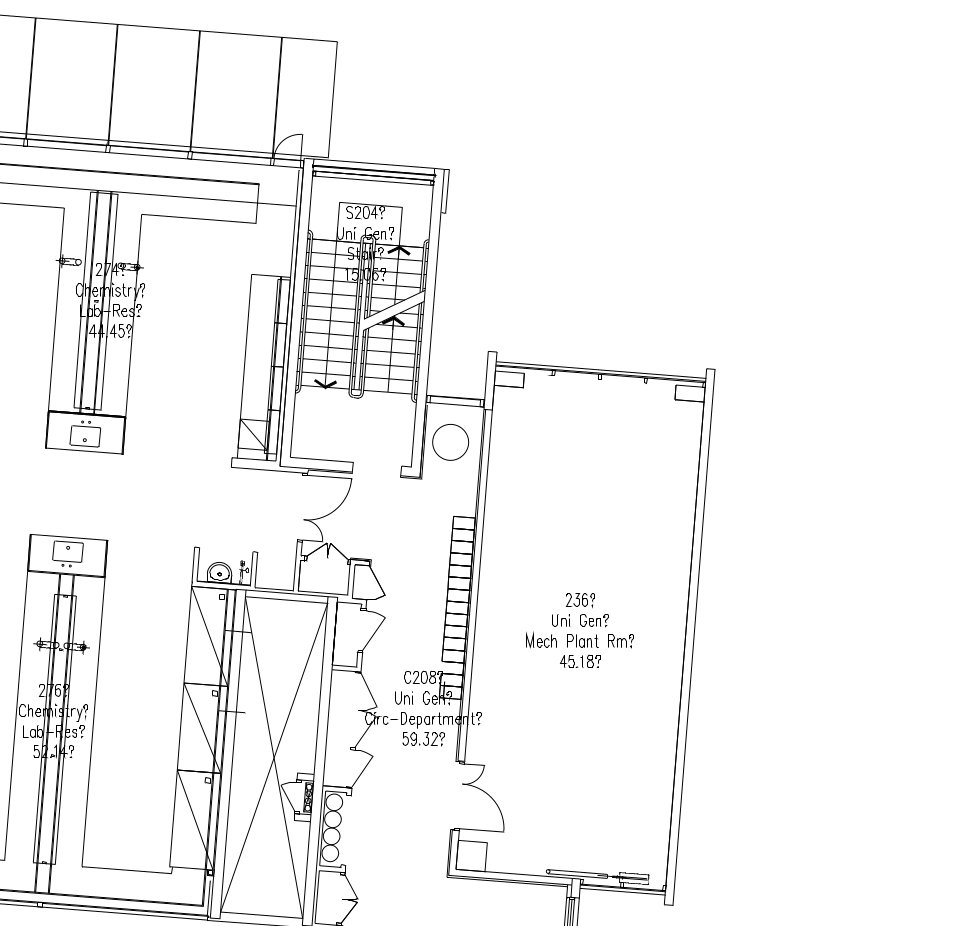 S204?
Uni Gen?
Stair?
15.06?
274?
Chemistry?
Lab-Res?
44.45?
236?
Uni Gen?
Mech Plant Rm?
45.18?
C208?
Uni Gen?
Circ-Department?
59.32?
276?
Chemistry?
Lab-Res?
52.14?